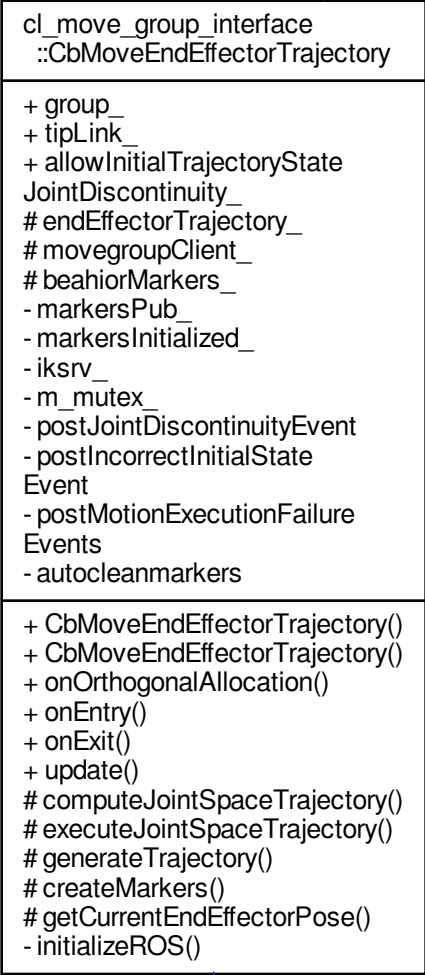 cl_move_group_interface
::CbMoveEndEffectorTrajectory
+ group_
+ tipLink_
+ allowInitialTrajectoryState
JointDiscontinuity_
# endEffectorTrajectory_
# movegroupClient_
# beahiorMarkers_
- markersPub_
- markersInitialized_
- iksrv_
- m_mutex_
- postJointDiscontinuityEvent
- postIncorrectInitialState
Event
- postMotionExecutionFailure
Events
- autocleanmarkers
+ CbMoveEndEffectorTrajectory()
+ CbMoveEndEffectorTrajectory()
+ onOrthogonalAllocation()
+ onEntry()
+ onExit()
+ update()
# computeJointSpaceTrajectory()
# executeJointSpaceTrajectory()
# generateTrajectory()
# createMarkers()
# getCurrentEndEffectorPose()
- initializeROS()